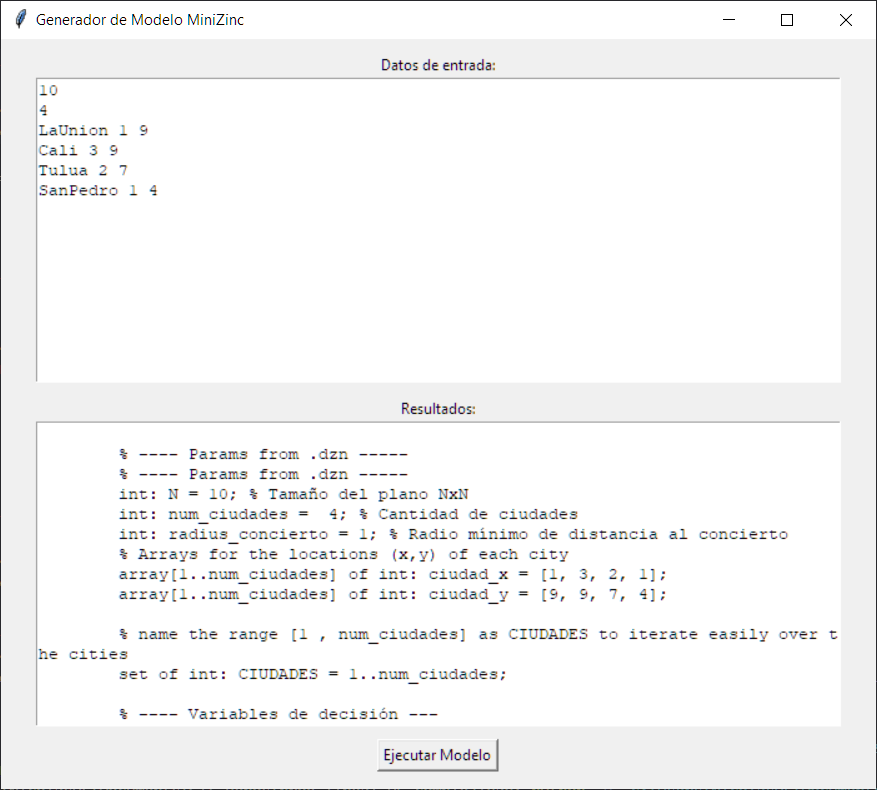 Generador de Modelo MiniZinc
Datos de entrada:
10
4
LaUnion 1 9
Cali 3 9
Tulua 2 7
SanPedro 1 4
Resultados:
% ---- Params from .dzn -----
% ---- Params from .dzn -----
int: N = 10; % Tamaño del plano NxN
int: num_ciudades =  4; % Cantidad de ciudades
int: radius_concierto = 1; % Radio mínimo de distancia al concierto
% Arrays for the locations (x,y) of each city
array[1..num_ciudades] of int: ciudad_x = [1, 3, 2, 1];
array[1..num_ciudades] of int: ciudad_y = [9, 9, 7, 4];
% name the range [1 , num_ciudades] as CIUDADES to iterate easily over t
he cities
set of int: CIUDADES = 1..num_ciudades;
% ---- Variables de decisión ---
Ejecutar Modelo